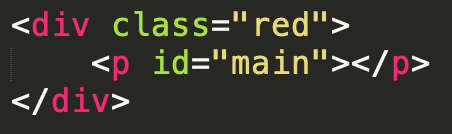 <div class="red">
    <p id="main"></p>
</div>